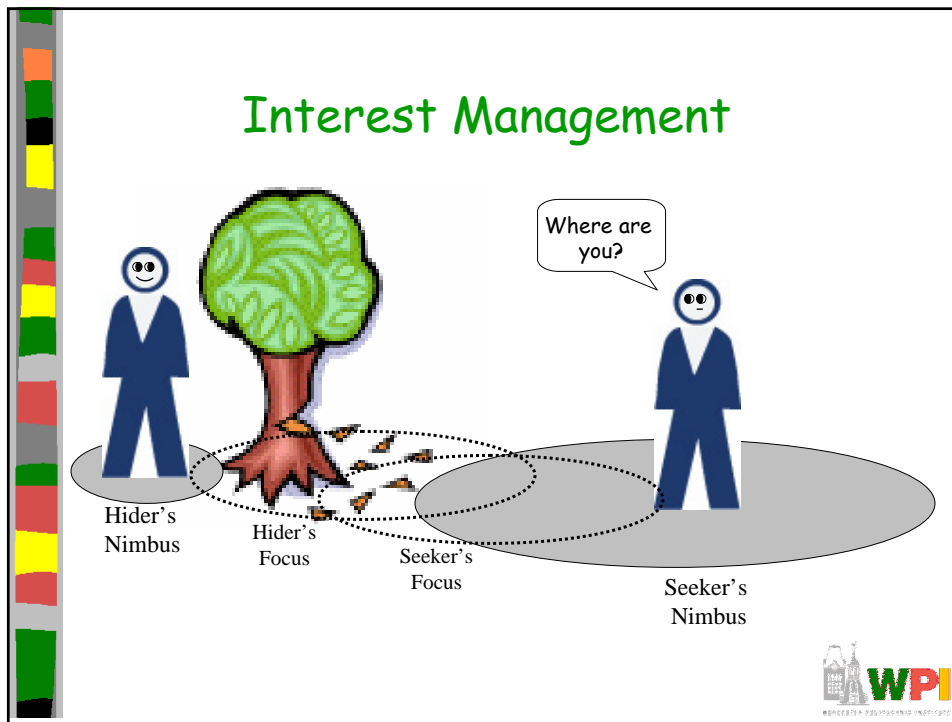 Interest Management
Where are
you?
Hider’s
Nimbus
Hider’s
Focus
Seeker’s
Focus
Seeker’s
Nimbus
WPI